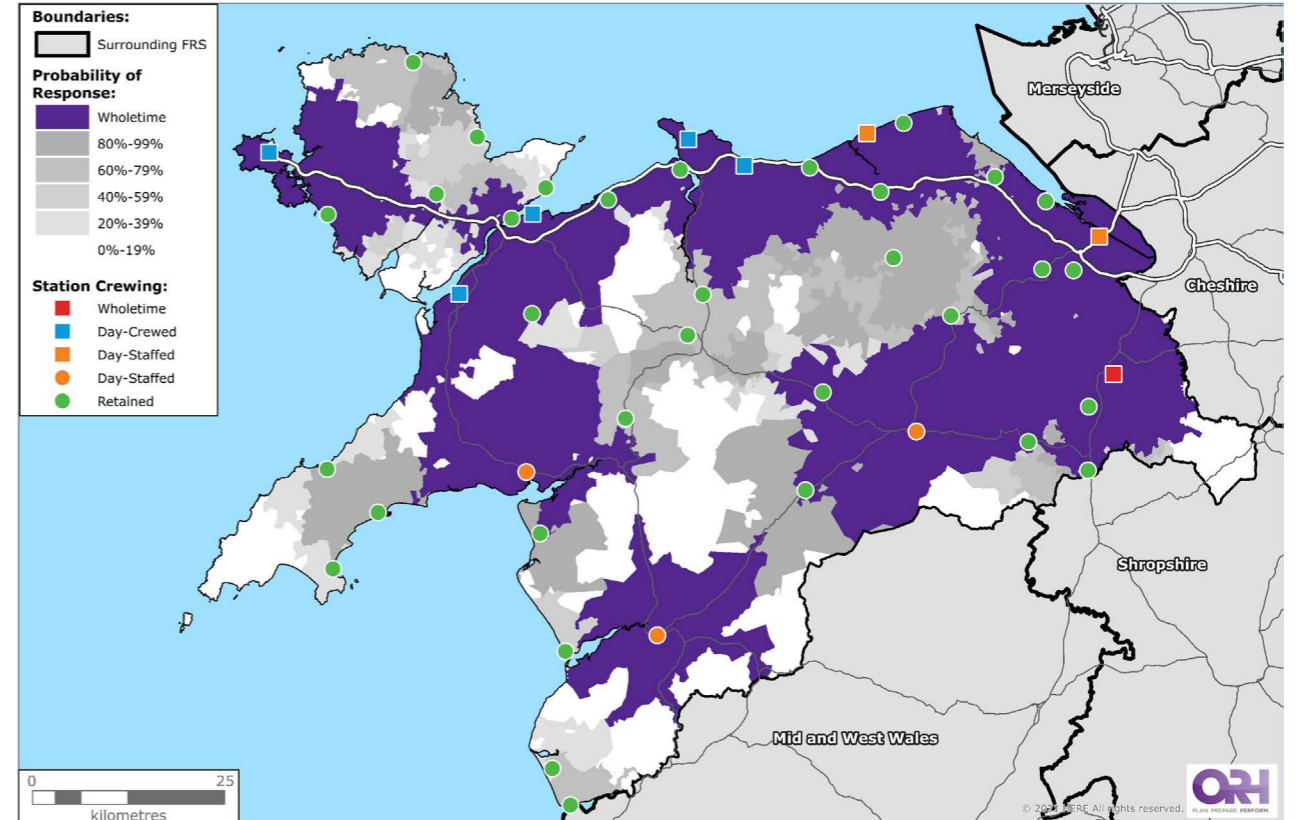 Boundaries:
Surrounding FRS
Probability of
Response:
Wholetime
80%-99%
60%-79%
40%-59%
20%-39%
0%-19%
Station Crewing:
Wholetime
Day-Crewed
Day-Staffed
Day-Staffed
Retained
Merseyside
Cheshire
Shropshire
Mid and West Wales
0 25
kilometres
ORH
PLAN PREPARE PERFORM.
© HERE All rights reserved.